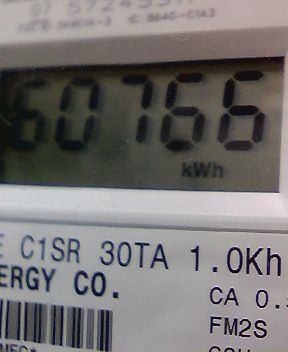 60766
kWh
C1SR 30TA 1.0Kh
ERGY CO.
CA 0.
FM2S